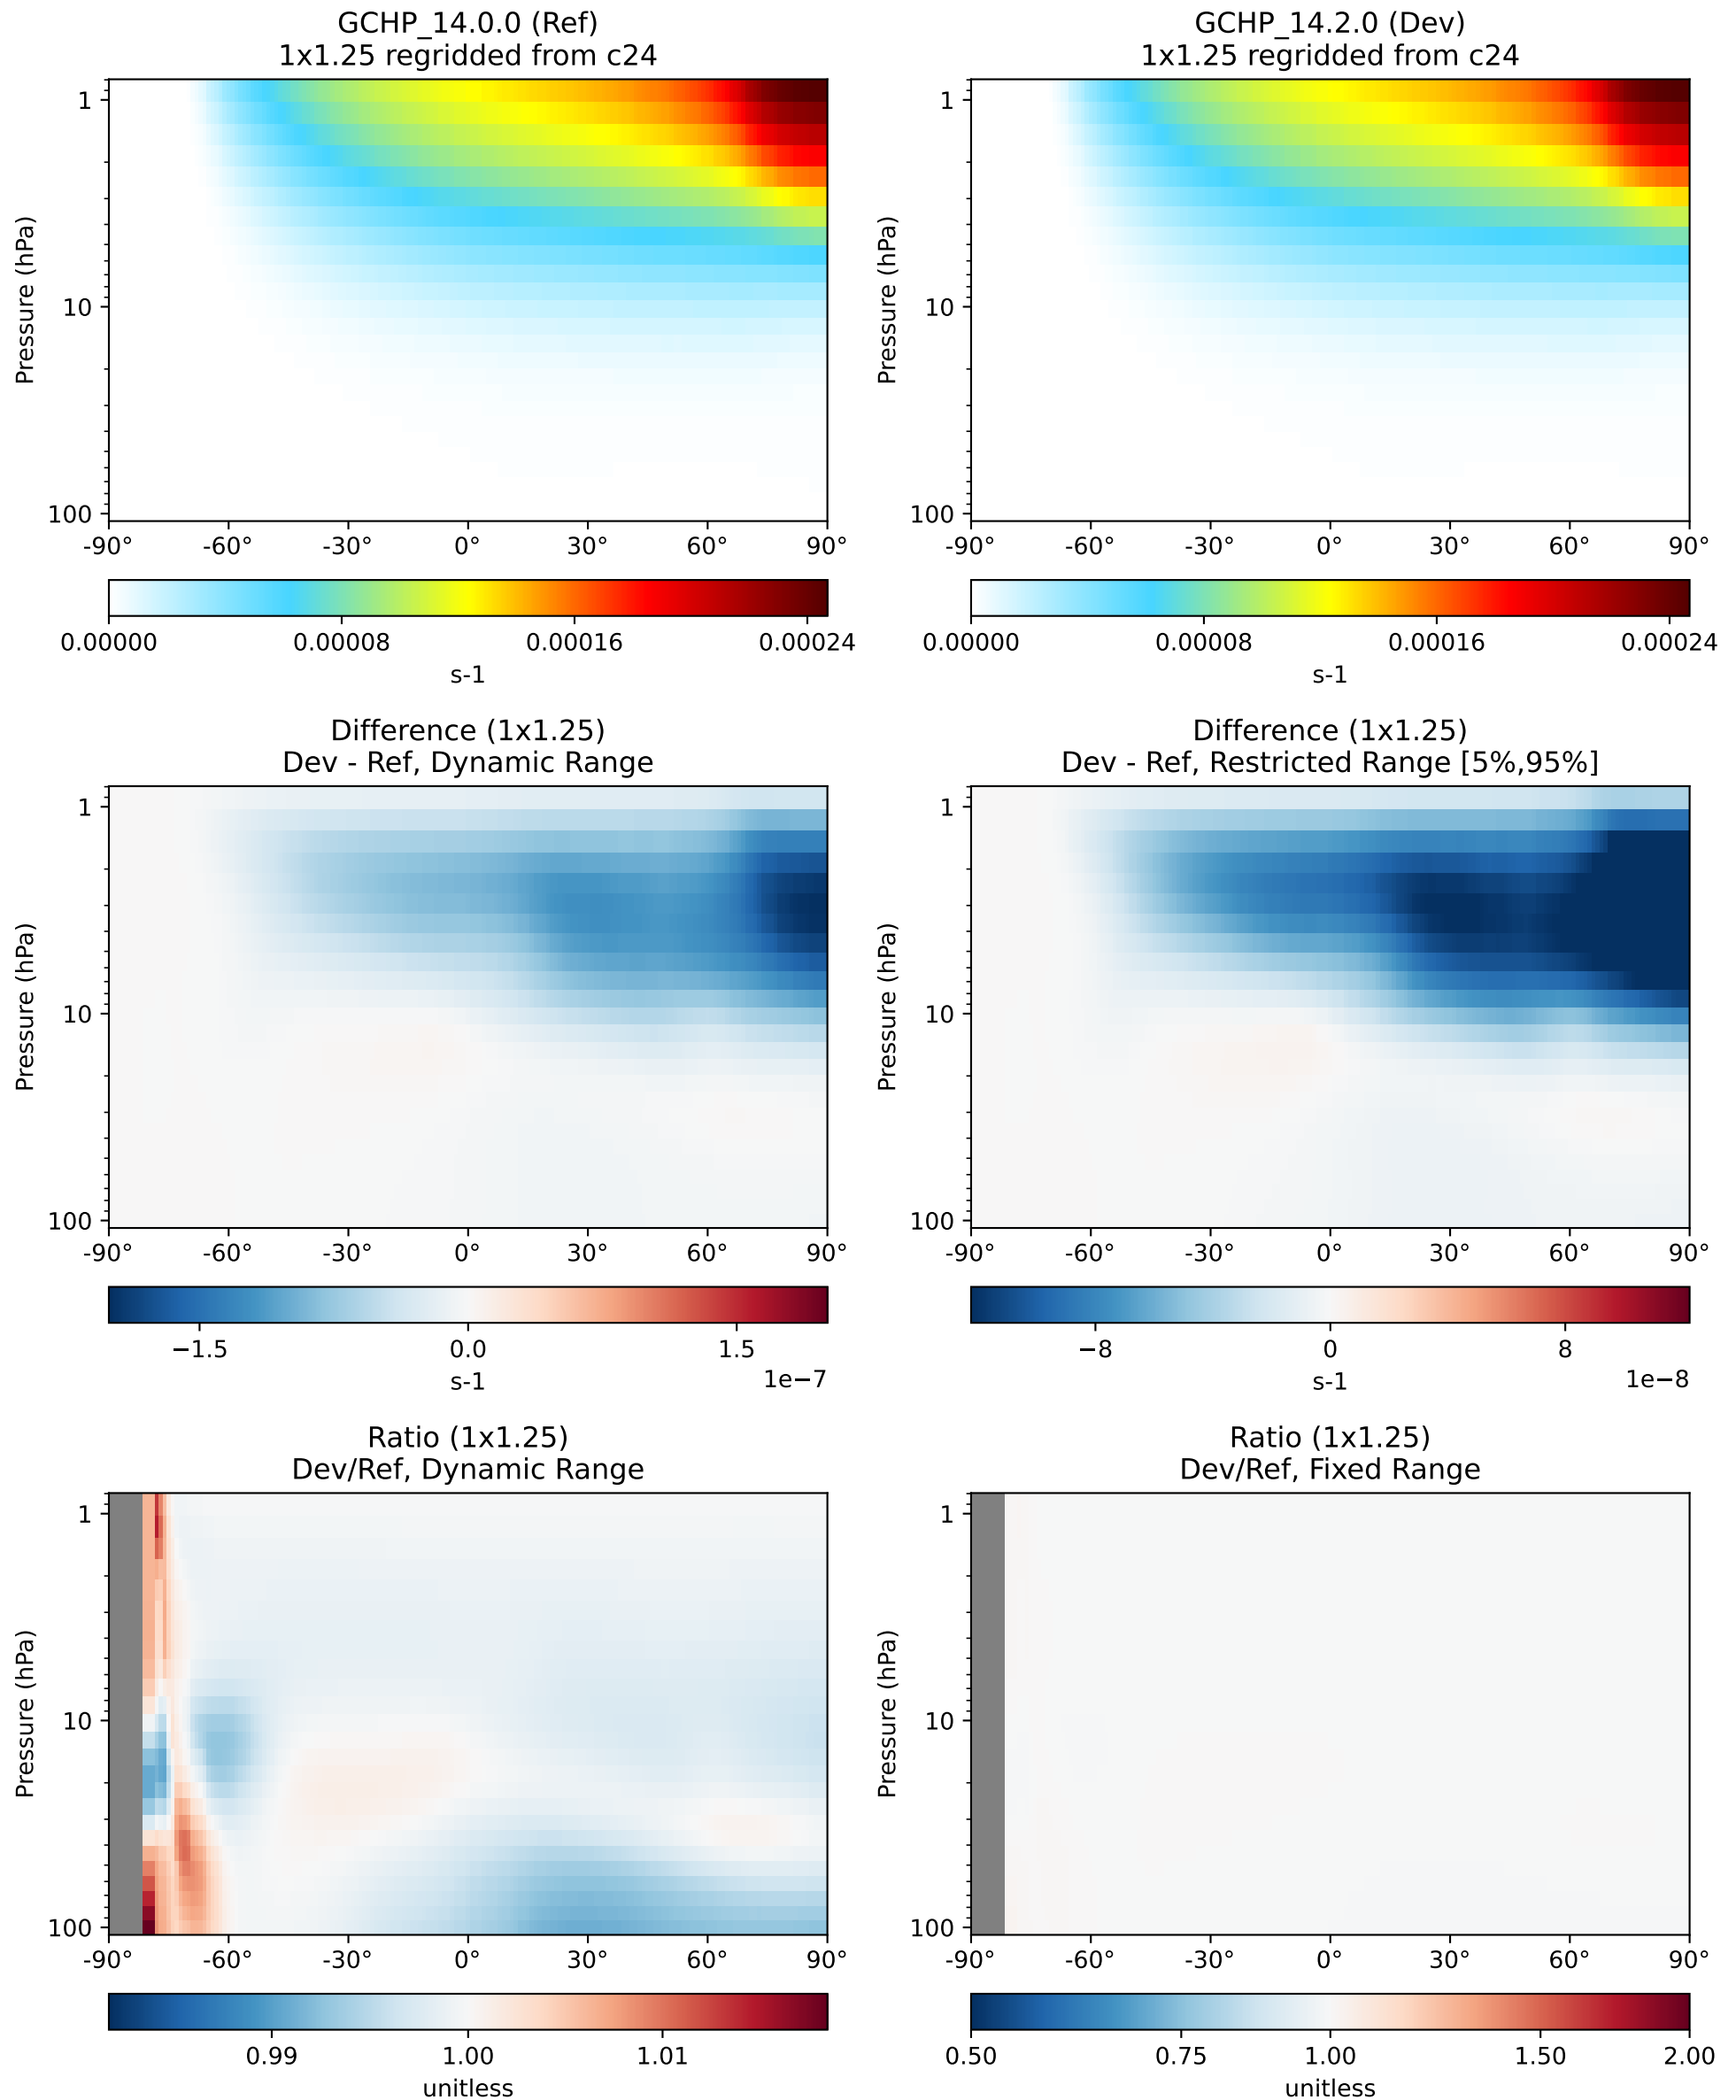 GCHP_14.0.0 (Ref)
1x1.25 regridded from c24
GCHP_14.2.0 (Dev)
1x1.25 regridded from c24
Pressure (hPa)
1
10
100
-90° -60° -30° 0° 30° 60° 90°
Pressure (hPa)
1
10
100
-90° -60° -30° 0° 30° 60° 90°
0.00000 0.00008 0.00016 0.00024
s-1
0.00000 0.00008 0.00016 0.00024
s-1
Difference (1x1.25)
Dev - Ref, Dynamic Range
Difference (1x1.25)
Dev - Ref, Restricted Range [5%,95%]
Pressure (hPa)
1
10
100
-90° -60° -30° 0° 30° 60° 90°
Pressure (hPa)
1
10
100
-90° -60° -30° 0° 30° 60° 90°
−1.5 0.0 1.5
s-1
1e−7
−8 0 8
s-1
1e−8
Ratio (1x1.25)
Dev/Ref, Dynamic Range
Ratio (1x1.25)
Dev/Ref, Fixed Range
Pressure (hPa)
1
10
100
-90° -60° -30° 0° 30° 60° 90°
Pressure (hPa)
1
10
100
-90° -60° -30° 0° 30° 60° 90°
0.99 1.00 1.01
unitless
0.50 0.75 1.00 1.50 2.00
unitless